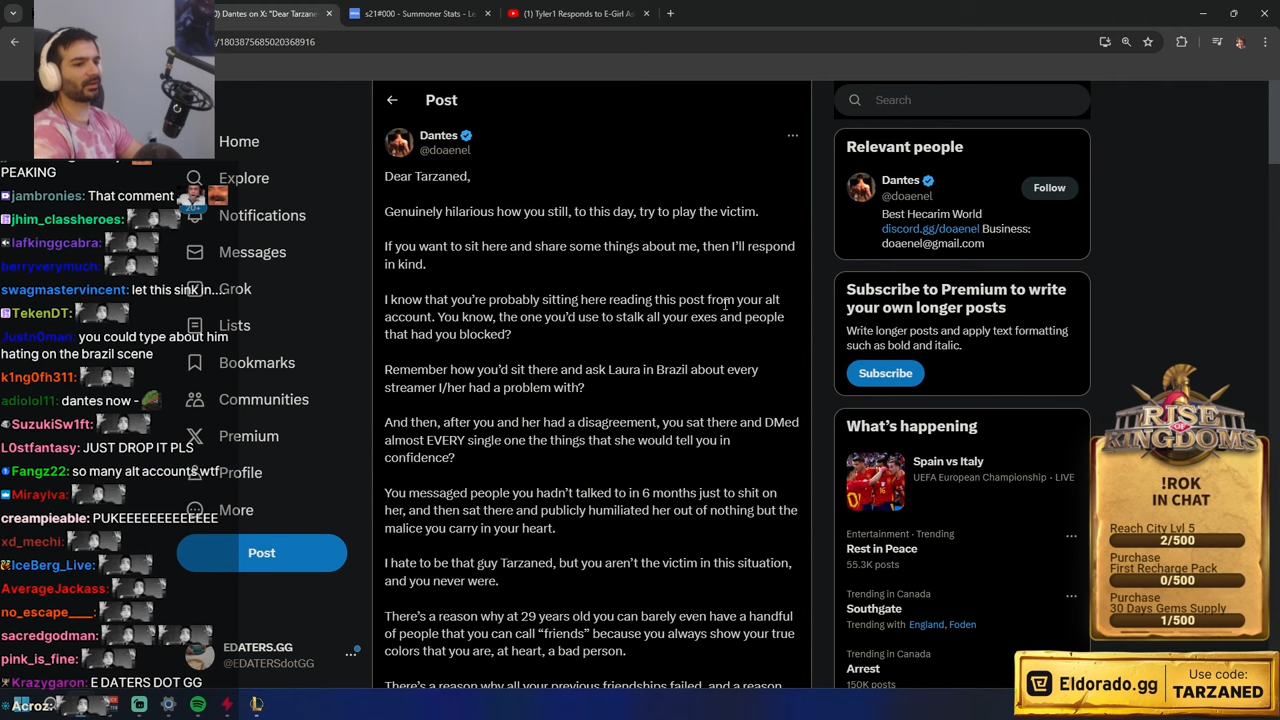 ) Dantes on X: "Dear Tarzane
s21#000 - Summoner Stats - L
(1) Tyler1 Responds to E-Girl As
/1803875685020368916
PEAKING
jambronies: That comment
jhim_classheroes:
lafkinggcabra:
berryverymuch:
swagmastervincent: let this sink in...
TekenDT:
Justn0man: you could type about him
hating on the brazil scene
k1ng0fh311:
adiolol11: dantes now -
SuzukiSw1ft:
L0stfantasy: JUST DROP IT PLS
Fangz22: so many alt accounts wtf
Miraylva:
creampieable: PUKEEEEEEEEEEEEE
xd_mechi:
IceBerg_Live:
AverageJackass:
no_escape____:
sacredgodman:
pink_is_fine:
Krazygaron: E DATERS DOT GG
Acroz:
Home
Explore
20+
Notifications
Messages
Grok
Lists
Bookmarks
Communities
Premium
Profile
More
Post
EDATERS.GG
@EDATERSdotGG
Post
Dantes
@doaenel
Dear Tarzaned,
Genuinely hilarious how you still, to this day, try to play the victim.
If you want to sit here and share some things about me, then I'll respond
in kind.
I know that you're probably sitting here reading this post from your alt
account. You know, the one you'd use to stalk all your exes and people
that had you blocked?
Remember how you'd sit there and ask Laura in Brazil about every
streamer I/her had a problem with?
And then, after you and her had a disagreement, you sat there and DMed
almost EVERY single one the things that she would tell you in
confidence?
You messaged people you hadn't talked to in 6 months just to shit on
her, and then sat there and publicly humiliated her out of nothing but the
malice you carry in your heart.
I hate to be that guy Tarzaned, but you aren't the victim in this situation,
and you never were.
There's a reason why at 29 years old you can barely even have a handful
of people that you can call “friends” because you always show your true
colors that you are, at heart, a bad person.
There's a reason why all your previous friendships failed, and a reason
Search
Relevant people
Dantes
@doaenel
Follow
Best Hecarim World
discord.gg/doaenel Business:
doaenel@gmail.com
Subscribe to Premium to write
your own longer posts
Write longer posts and apply text formatting
such as bold and italic.
Subscribe
What's happening
Spain vs Italy
UEFA European Championship · LIVE
Entertainment · Trending
Rest in Peace
55.3K posts
Trending in Canada
Southgate
Trending with England, Foden
Trending in Canada
Arrest
150K posts
RISE OF
KINGDOMS
!ROK
IN CHAT
Reach City Lvl 5
2/500
Purchase
First Recharge Pack
0/500
Purchase
30 Days Gems Supply
1/500
Eldorado.gg
Use code:
TARZANED